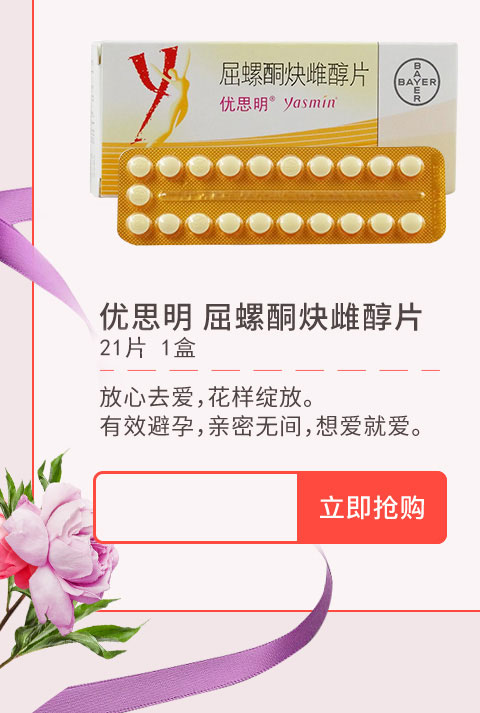 屈螺酮炔雌醇片
优思明® Yasmin®
BAYER
BAYER
优思明 屈螺酮炔雌醇片
21片 1盒
放心去爱,花样绽放。
有效避孕,亲密无间,想爱就爱。
立即抢购